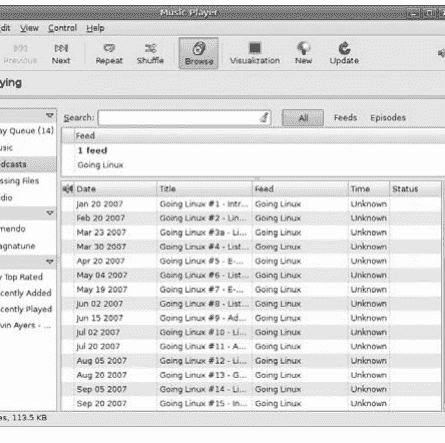 Music Player
dit View Control Help
Previous Next Repeat Shuffle Browse Visualization New Update
ying
Search: All Feeds Episodes
ay Queue (14)
usic
dcasts
ssing Files
dio
mendo
agnatune
y Top Rated
cently Added
cently Played
vin Ayers - ...
Feed
1 feed
Going Linux
Date Title Feed Time Status
Jan 20 2007 Going Linux #1 - Intr... Going Linux Unknown
Feb 20 2007 Going Linux #2 - Lin... Going Linux Unknown
Mar 23 2007 Going Linux #3a - Li... Going Linux Unknown
Mar 30 2007 Going Linux #4 - List... Going Linux Unknown
Apr 20 2007 Going Linux #5 - E-... Going Linux Unknown
May 04 2007 Going Linux #6 - List... Going Linux Unknown
May 19 2007 Going Linux #7 - E-... Going Linux Unknown
Jun 02 2007 Going Linux #8 - List... Going Linux Unknown
Jun 15 2007 Going Linux #9 - Ad... Going Linux Unknown
Jul 02 2007 Going Linux #10 - Li... Going Linux Unknown
Jul 20 2007 Going Linux #11 - A... Going Linux Unknown
Aug 05 2007 Going Linux #12 - Li... Going Linux Unknown
Aug 20 2007 Going Linux #13 - G... Going Linux Unknown
Sep 05 2007 Going Linux #14 - Li... Going Linux Unknown
Sep 20 2007 Going Linux #15 - In... Going Linux Unknown
es, 113.5 KB